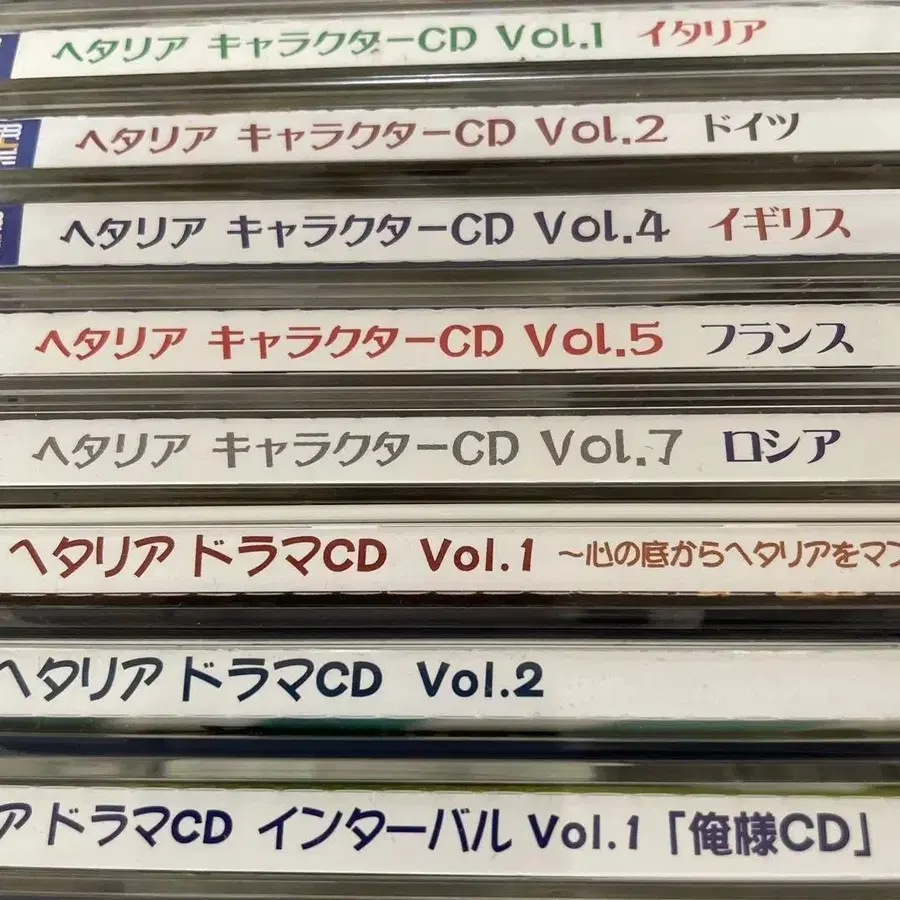 ヘタリア キャラクターCD Vol.1 イタリア
ヘタリア キャラクターCD Vol.2 ドイツ
ヘタリア キャラクターCD Vol.4 イギリス
ヘタリア キャラクターCD Vol.5 フランス
ヘタリア キャラクターCD Vol.7 ロシア
ヘタリア ドラマCD Vol.1 ～心の底からヘタリアをマン
ヘタリア ドラマCD Vol.2
ア ドラマCD インターバル Vol.1「俺様CD」